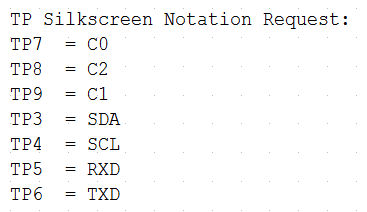 TP Silkscreen Notation Request:
TP7 = C0
TP8 = C2
TP9 = C1
TP3 = SDA
TP4 = SCL
TP5 = RXD
TP6 = TXD